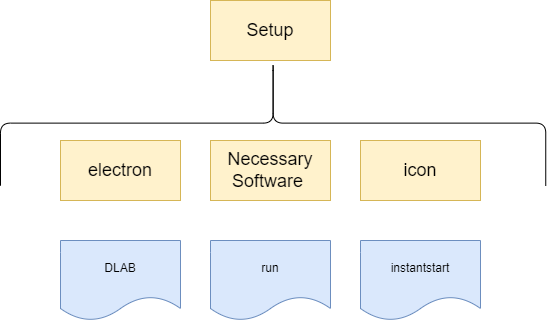 Setup
electron
Necessary
Software
icon
DLAB
run
instantstart